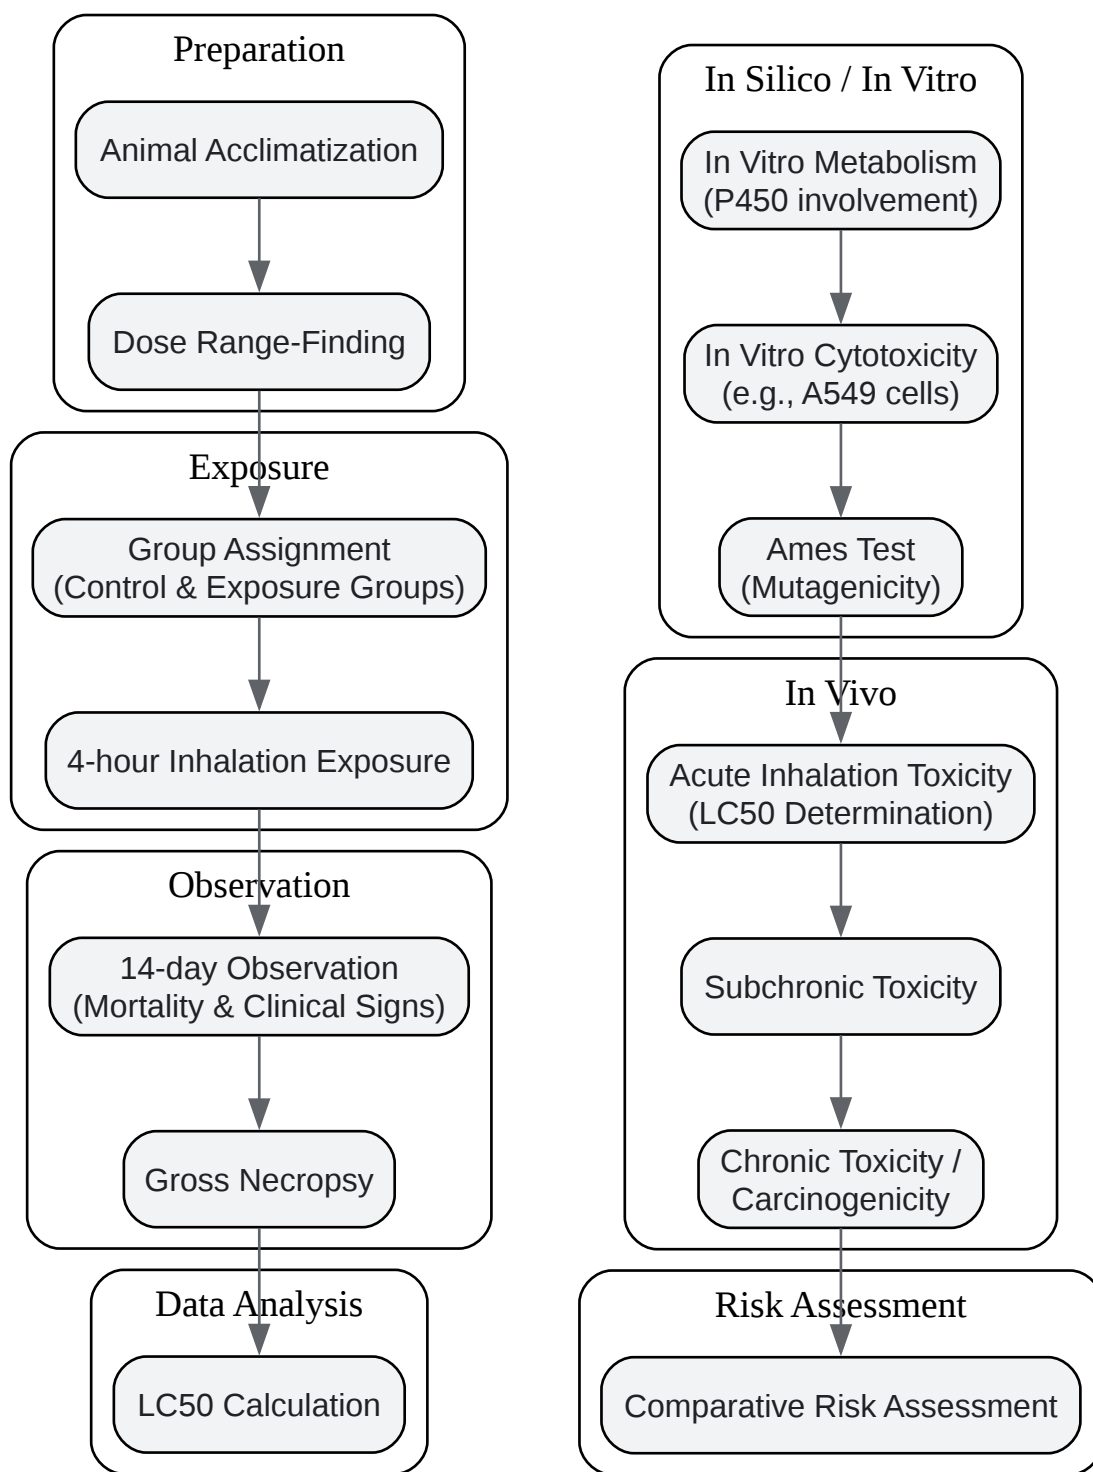 Preparation
Animal Acclimatization
Dose Range-Finding
Exposure
Group Assignment
(Control & Exposure Groups)
4-hour Inhalation Exposure
Observation
14-day Observation
(Mortality & Clinical Signs)
Gross Necropsy
Data Analysis
LC50 Calculation
In Silico / In Vitro
In Vitro Metabolism
(P450 involvement)
In Vitro Cytotoxicity
(e.g., A549 cells)
Ames Test
(Mutagenicity)
In Vivo
Acute Inhalation Toxicity
(LC50 Determination)
Subchronic Toxicity
Chronic Toxicity /
Carcinogenicity
Risk Assessment
Comparative Risk Assessment